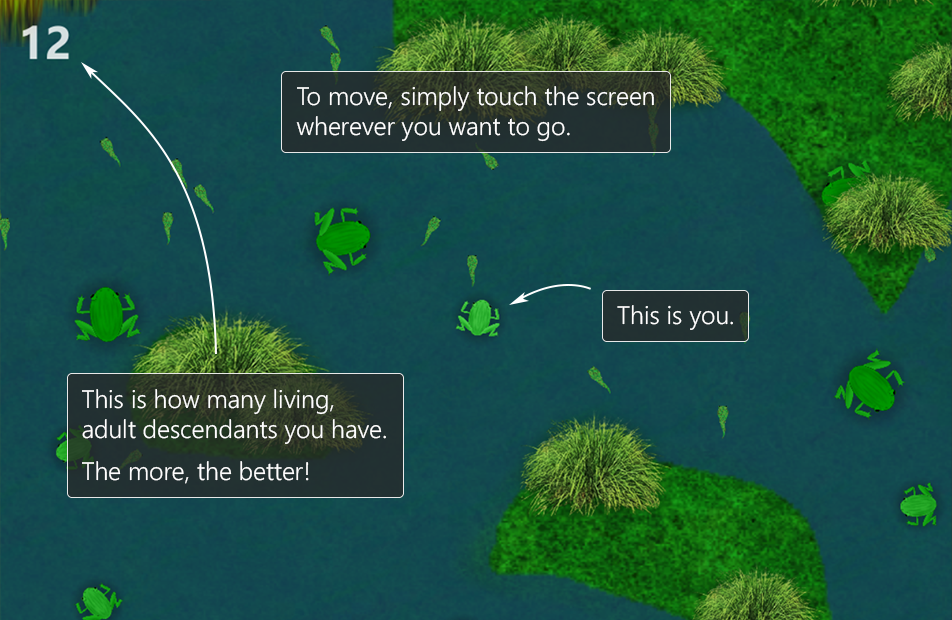 12
To move, simply touch the screen
wherever you want to go.
This is you.
This is how many living,
adult descendants you have.
The more, the better!